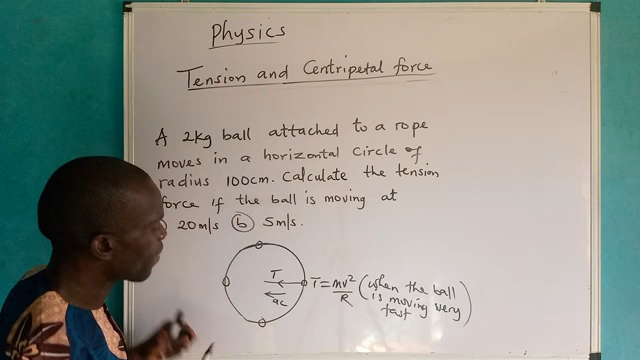 Physics
Tension and Centripetal force
A 2kg ball attached to a rope
moves in a horizontal circle of
radius 100cm. Calculate the tension
force if the ball is moving at
20m/s (b) 5m/s.
T
ac
T = mv²/R (when the ball
is moving very
fast)